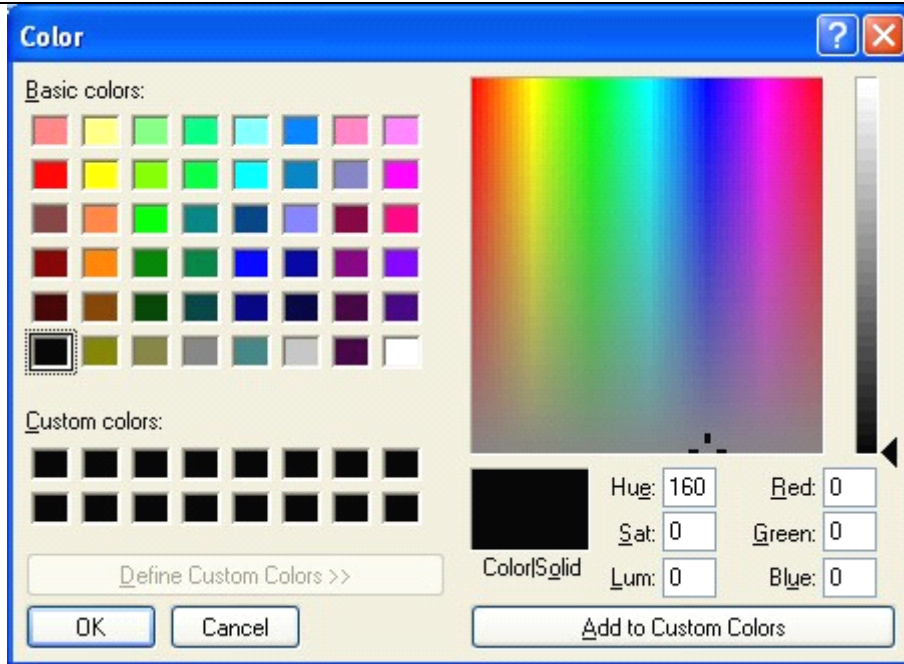 Color
?
Basic colors:
Custom colors:
Define Custom Colors >>
OK
Cancel
Color|Solid
Hue: 160
Sat: 0
Lum: 0
Red: 0
Green: 0
Blue: 0
Add to Custom Colors